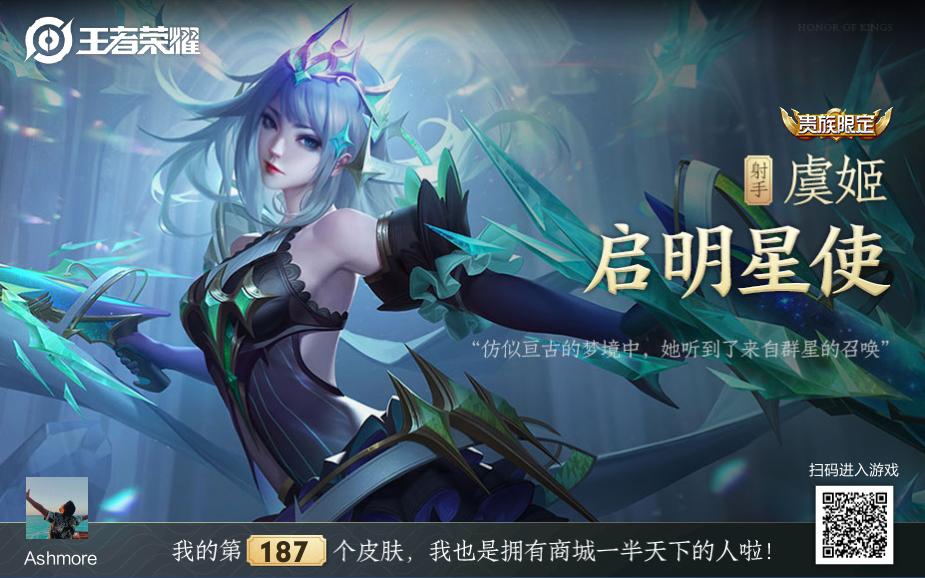 王者荣耀
HONOR OF KINGS
贵族限定
射手
虞姬
启明星使
“仿似亘古的梦境中，她听到了来自群星的召唤”
扫码进入游戏
Ashmore
我的第 187 个皮肤，我也是拥有商城一半天下的人啦！